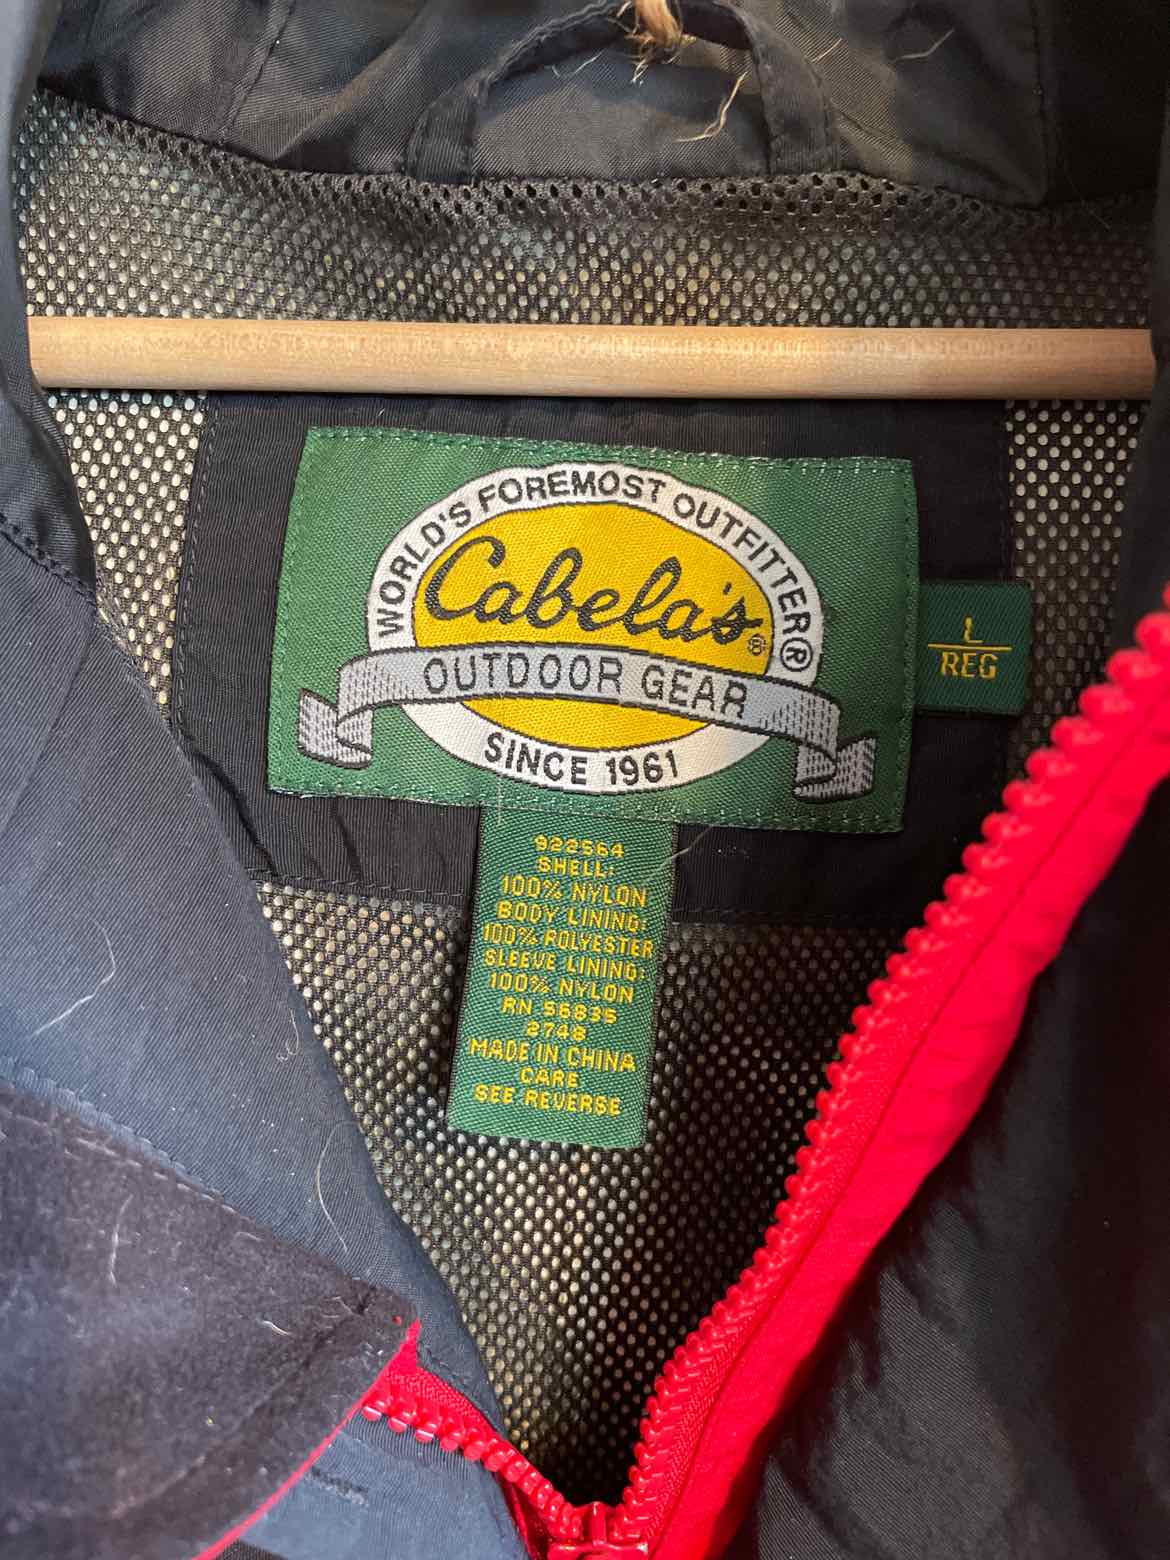 WORLD'S FOREMOST OUTFITTER®
Cabela's®
OUTDOOR GEAR
SINCE 1961
L
REG
922564
SHELL:
100% NYLON
BODY LINING:
100% POLYESTER
SLEEVE LINING:
100% NYLON
RN 56835
2748
MADE IN CHINA
CARE
SEE REVERSE